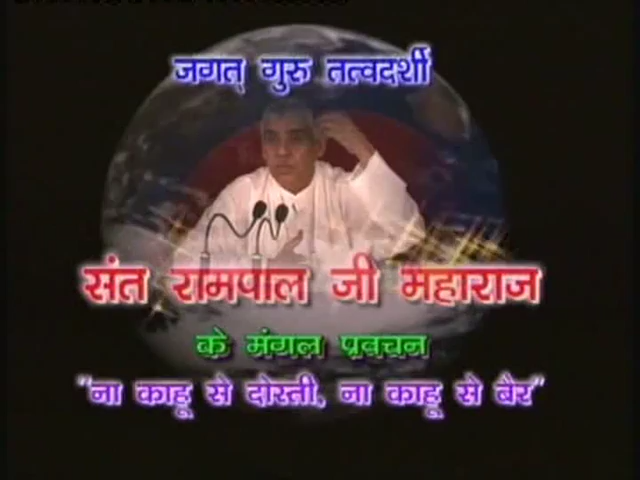 जगत् गुरु तत्वदर्शी
संत रामपाल जी महाराज
के मंगल प्रवचन
"ना काहू से दोस्ती, ना काहू से बैर"